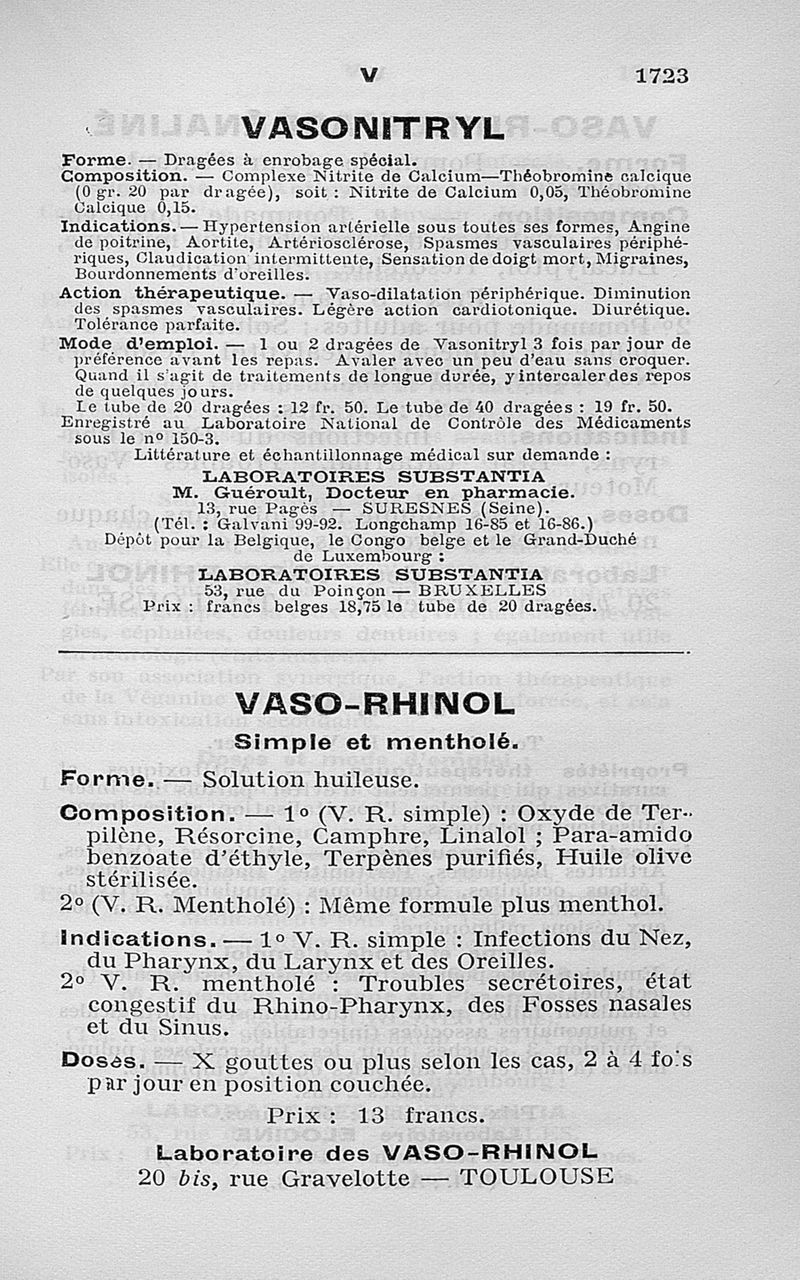 V 1723
VASONITRYL
Forme. — Dragées à enrobage spécial.
Composition. — Complexe Nitrite de Calcium—Théobromine calcique
(0 gr. 20 par dragée), soit : Nitrite de Calcium 0,05, Théobromine
Calcique 0,15.
Indications. — Hypertension artérielle sous toutes ses formes, Angine
de poitrine, Aortite, Artériosclérose, Spasmes vasculaires périphé-
riques, Claudication intermittente, Sensation de doigt mort, Migraines,
Bourdonnements d'oreilles.
Action thérapeutique. — Vaso-dilatation périphérique. Diminution
des spasmes vasculaires. Légère action cardiotonique. Diurétique.
Tolérance parfaite.
Mode d'emploi. — 1 ou 2 dragées de Vasonitryl 3 fois par jour de
préférence avant les repas. Avaler avec un peu d'eau sans croquer.
Quand il s'agit de traitements de longue durée, y intercaler des repos
de quelques jours.
Le tube de 20 dragées : 12 fr. 50. Le tube de 40 dragées : 19 fr. 50.
Enregistré au Laboratoire National de Contrôle des Médicaments
sous le nº 150-3.
Littérature et échantillonnage médical sur demande :
LABORATOIRES SUBSTANTIA
M. Guéroult, Docteur en pharmacie.
13, rue Pagès — SURESNES (Seine).
(Tél. : Galvani 99-92. Longchamp 16-85 et 16-86.)
Dépôt pour la Belgique, le Congo belge et le Grand-Duché
de Luxembourg :
LABORATOIRES SUBSTANTIA
53, rue du Poinçon — BRUXELLES
Prix : francs belges 18,75 le tube de 20 dragées.
VASO-RHINOL
Simple et mentholé.
Forme. — Solution huileuse.
Composition. — 1º (V. R. simple) : Oxyde de Ter-
pilène, Résorcine, Camphre, Linalol ; Para-amido
benzoate d'éthyle, Terpènes purifiés, Huile olive
stérilisée.
2º (V. R. Mentholé) : Même formule plus menthol.
Indications. — 1º V. R. simple : Infections du Nez,
du Pharynx, du Larynx et des Oreilles.
2º V. R. mentholé : Troubles secrétoires, état
congestif du Rhino-Pharynx, des Fosses nasales
et du Sinus.
Doses. — X gouttes ou plus selon les cas, 2 à 4 fois
par jour en position couchée.
Prix : 13 francs.
Laboratoire des VASO-RHINOL
20 bis, rue Gravelotte — TOULOUSE